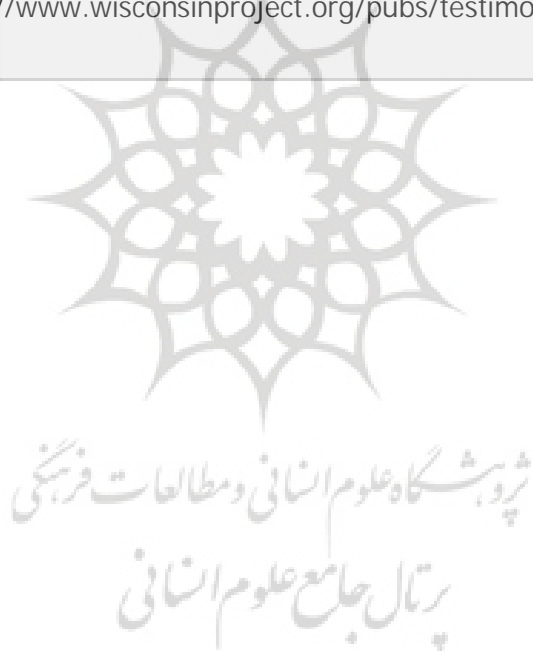 //www.wisconsinproject.org/pubs/testimo
پژوهشگاه علوم انسانی و مطالعات فرهنگی
پرتال جامع علوم انسانی